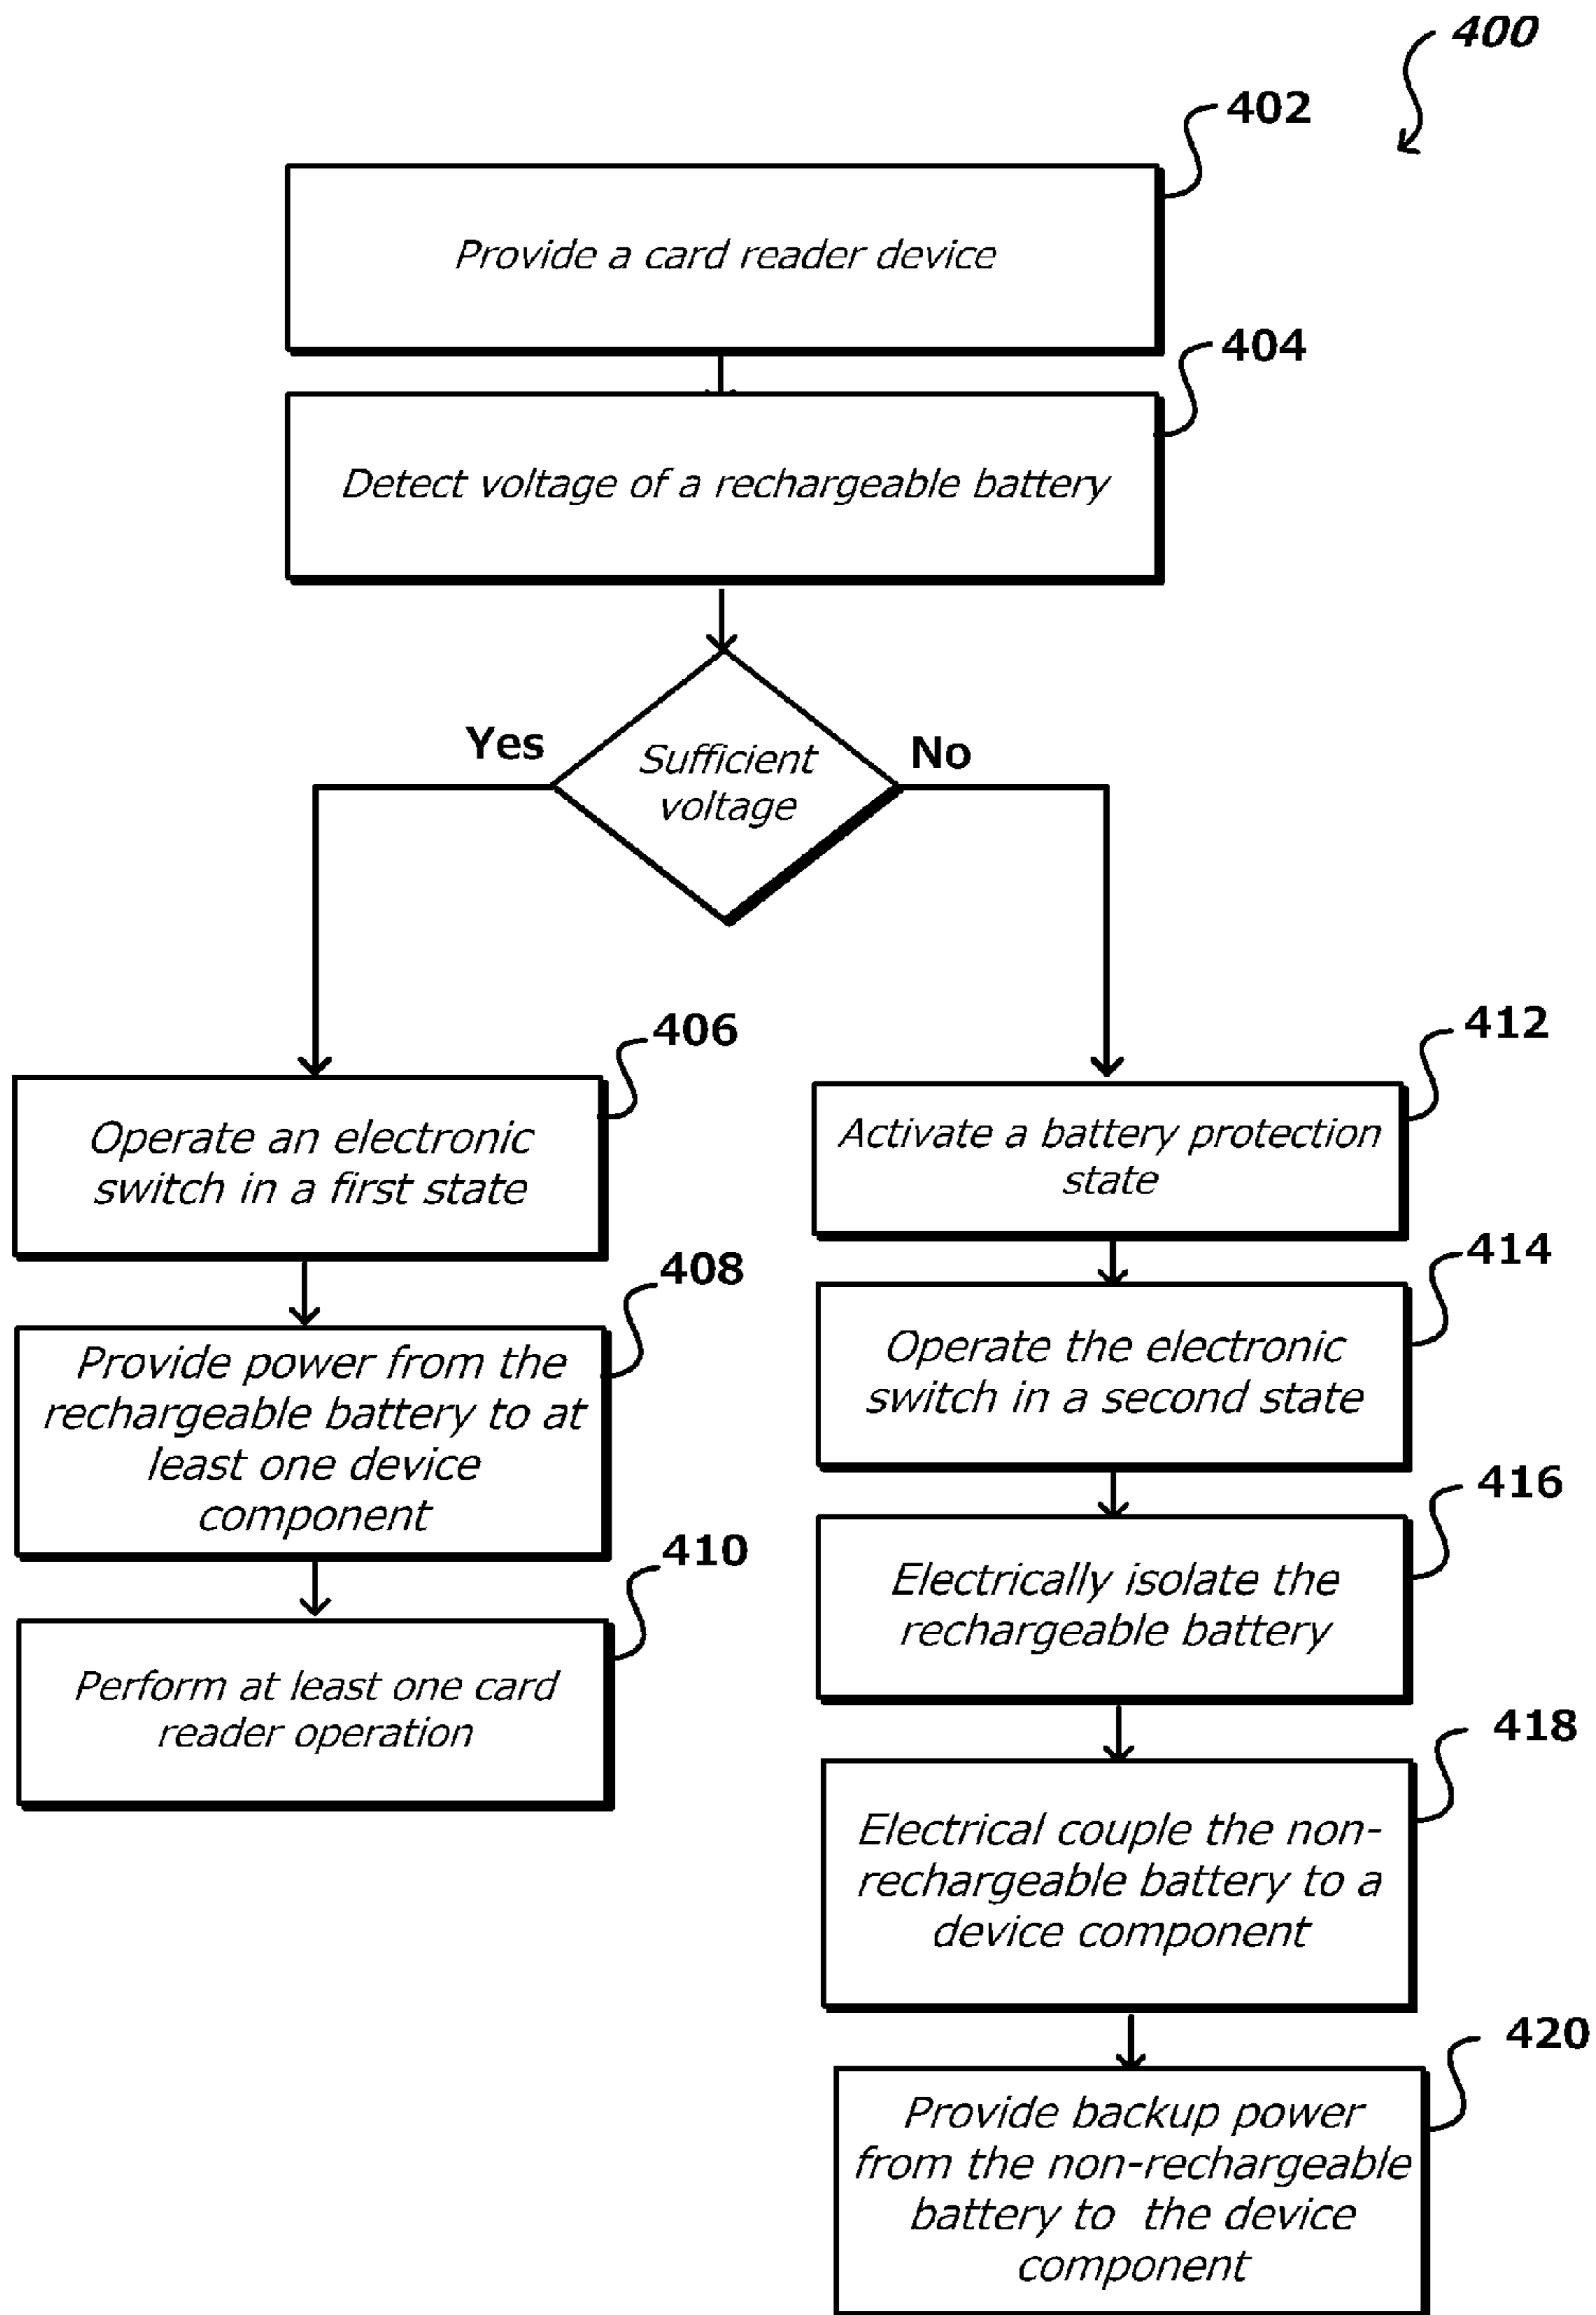 400
402
Provide a card reader device
404
Detect voltage of a rechargeable battery
Yes
Sufficient
voltage
No
406
Operate an electronic
switch in a first state
408
Provide power from the
rechargeable battery to at
least one device
component
410
Perform at least one card
reader operation
412
Activate a battery protection
state
414
Operate the electronic
switch in a second state
416
Electrically isolate the
rechargeable battery
418
Electrical couple the non-
rechargeable battery to a
device component
420
Provide backup power
from the non-rechargeable
battery to the device
component